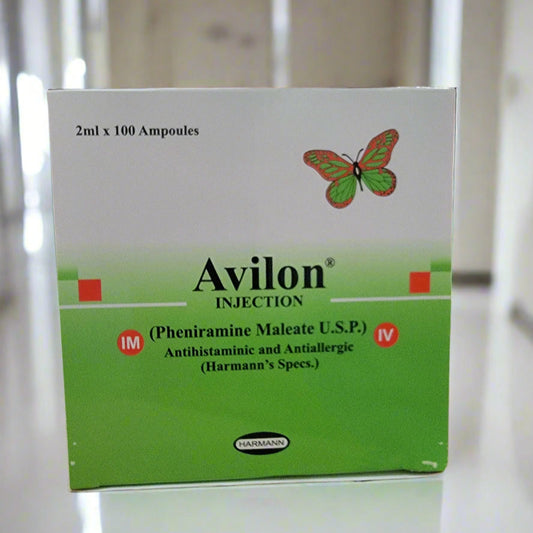 2ml x 100 Ampoules
Avilon®
INJECTION
IM (Pheniramine Maleate U.S.P.) IV
Antihistaminic and Antiallergic
(Harmann's Specs.)
HARMANN